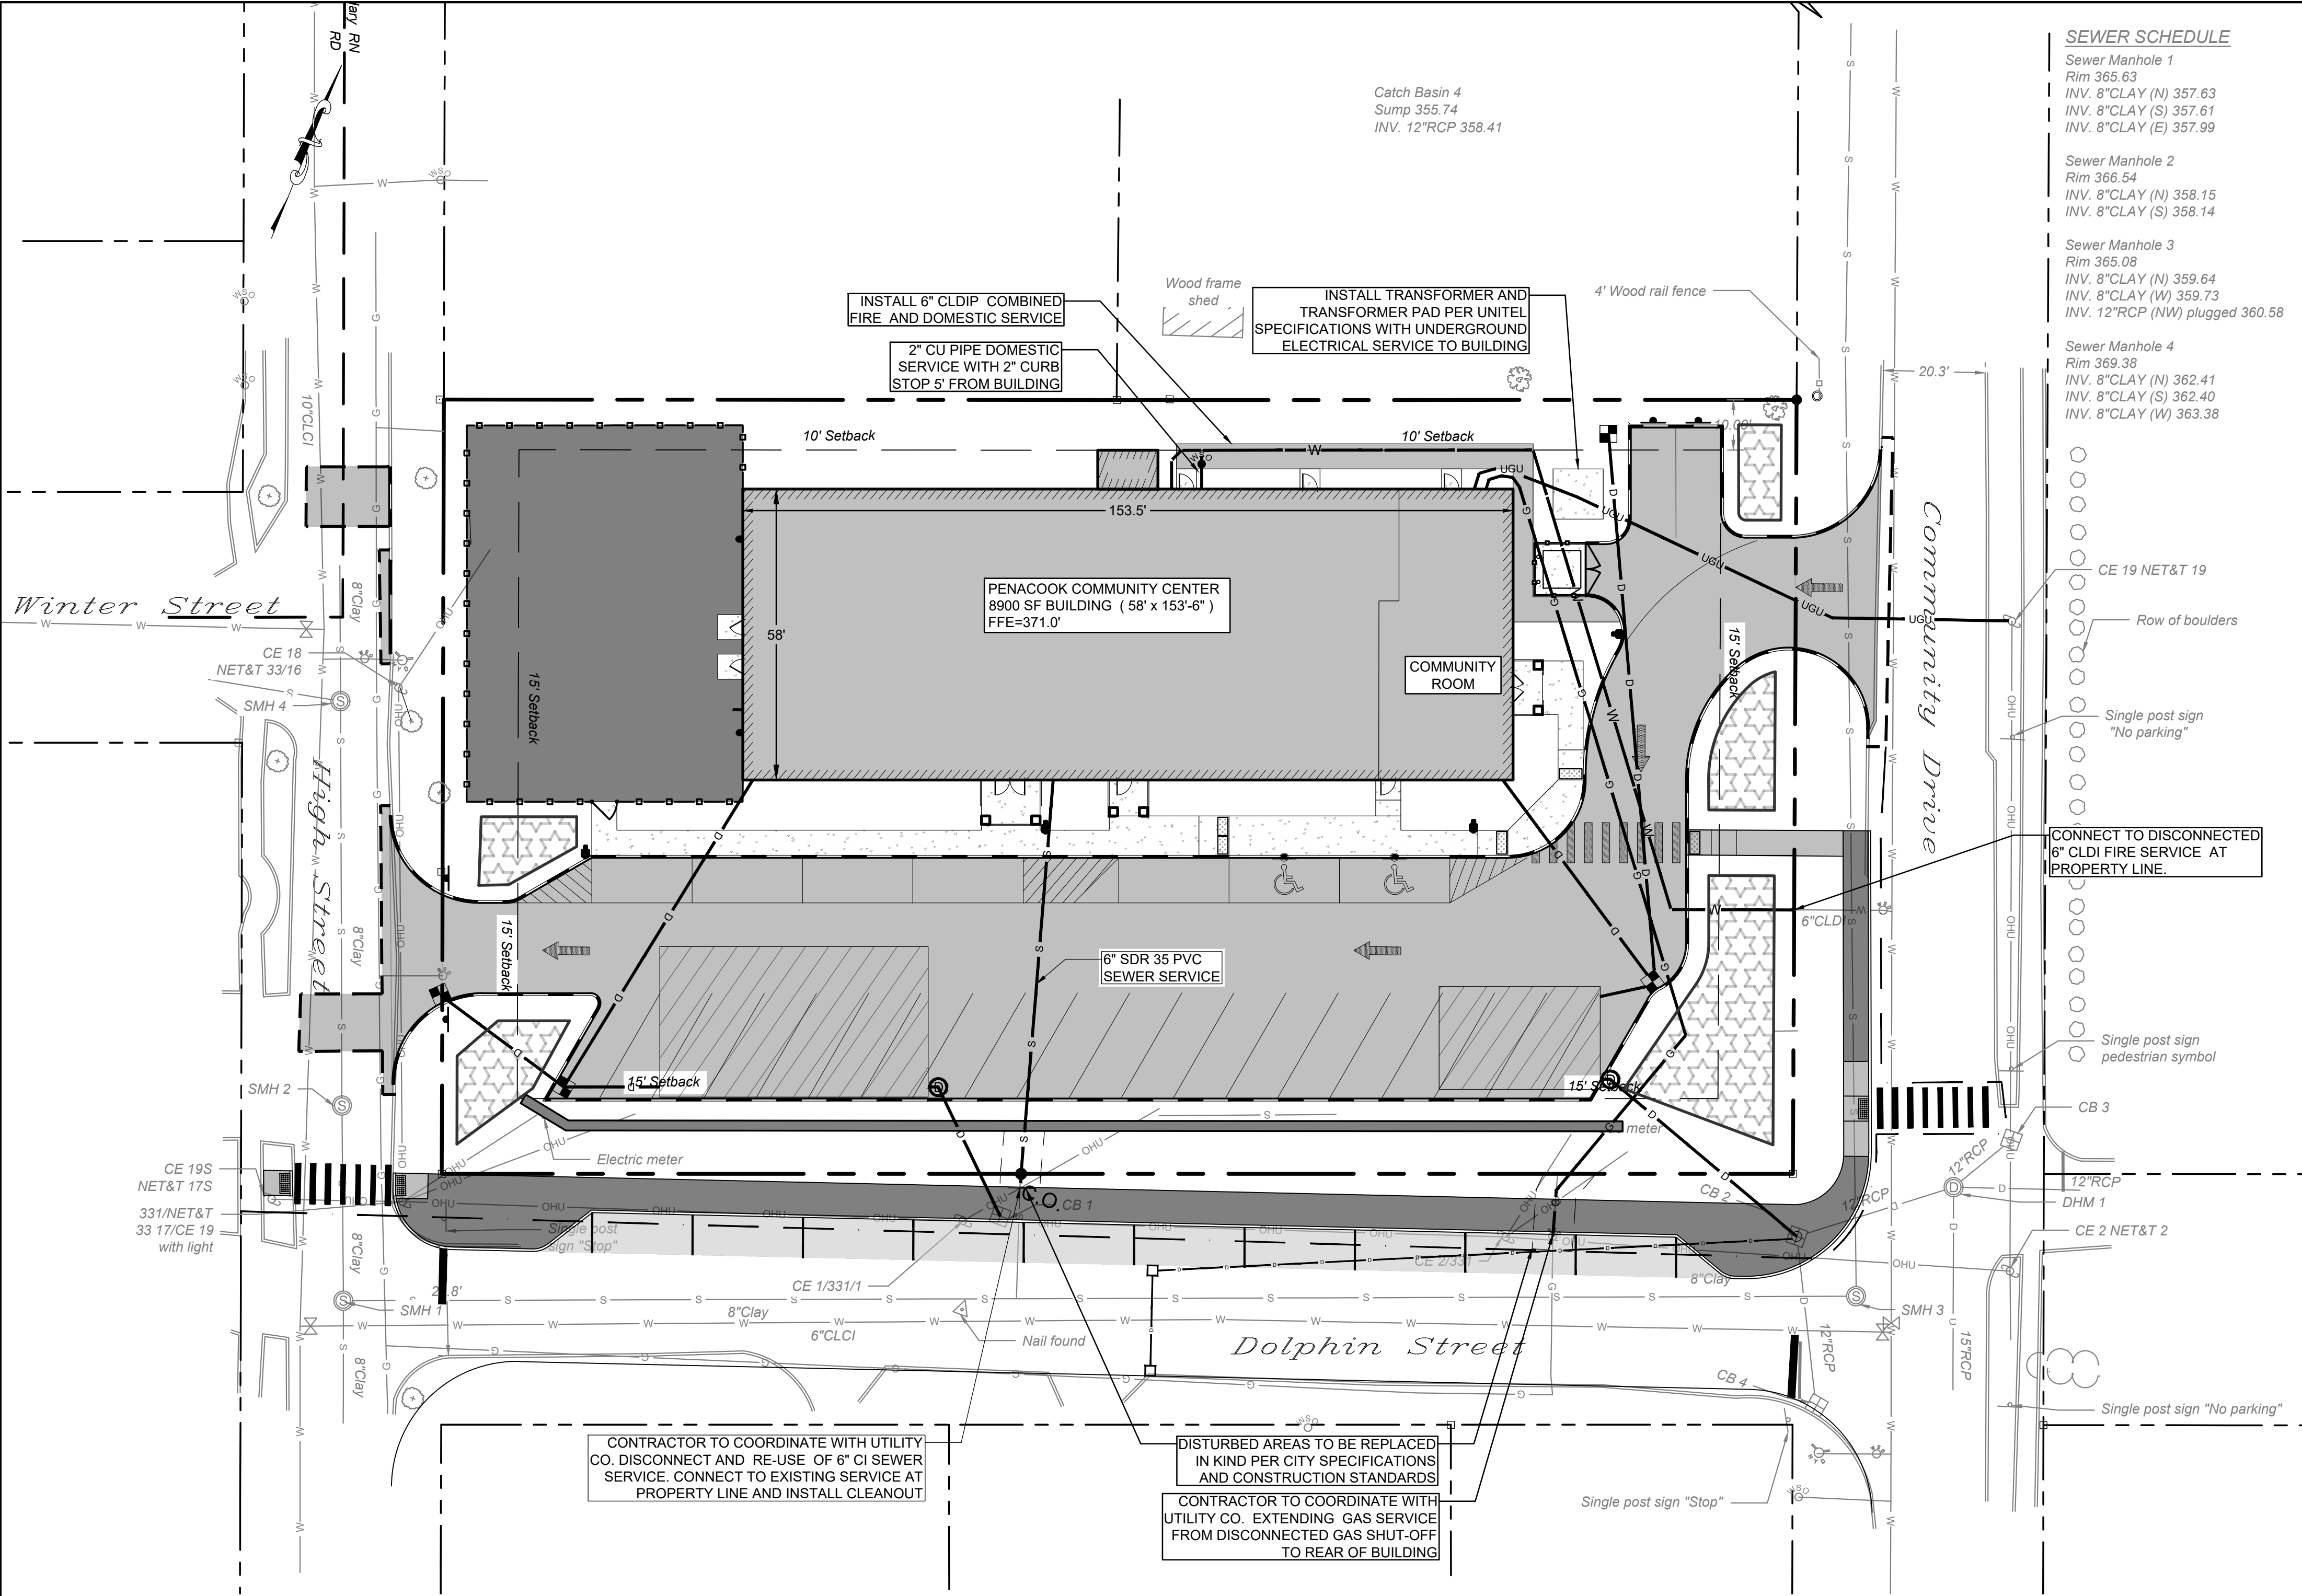 SEWER SCHEDULE
Sewer Manhole 1
Rim 365.63
INV. 8"CLAY (N) 357.63
INV. 8"CLAY (S) 357.61
INV. 8"CLAY (E) 357.99
Sewer Manhole 2
Rim 366.54
INV. 8"CLAY (N) 358.15
INV. 8"CLAY (S) 358.14
Sewer Manhole 3
Rim 365.08
INV. 8"CLAY (N) 359.64
INV. 8"CLAY (W) 359.73
INV. 12"RCP (NW) plugged 360.58
Sewer Manhole 4
Rim 369.38
INV. 8"CLAY (N) 362.41
INV. 8"CLAY (S) 362.40
INV. 8"CLAY (W) 363.38
RN
RD
Catch Basin 4
Sump 355.74
INV. 12"RCP 358.41
INSTALL 6" CLDIP COMBINED
FIRE AND DOMESTIC SERVICE
2" CU PIPE DOMESTIC
SERVICE WITH 2" CURB
STOP 5' FROM BUILDING
Wood frame
shed
INSTALL TRANSFORMER AND
TRANSFORMER PAD PER UNITEL
SPECIFICATIONS WITH UNDERGROUND
ELECTRICAL SERVICE TO BUILDING
4' Wood rail fence
20.3'
10"CLCI
10' Setback
10' Setback
10.00'
153.5'
58'
PENACOOK COMMUNITY CENTER
8900 SF BUILDING ( 58' x 153'-6" )
FFE=371.0'
COMMUNITY
ROOM
Winter Street
8"Clay
CE 18
NET&T 33/16
SMH 4
High Street
15' Setback
15' Setback
Community Drive
CE 19 NET&T 19
Row of boulders
Single post sign
"No parking"
CONNECT TO DISCONNECTED
6" CLDI FIRE SERVICE AT
PROPERTY LINE.
6"CLDI
8"Clay
15' Setback
6" SDR 35 PVC
SEWER SERVICE
15' Setback
15' Setback
Single post sign
pedestrian symbol
SMH 2
CB 3
meter
Electric meter
CE 19S
NET&T 17S
331/NET&T
33 17/CE 19
with light
Single post
sign "Stop"
C.O.
CB 1
CB 2
12"RCP
12"RCP
12"RCP
DHM 1
CE 2 NET&T 2
8"Clay
CE 1/331/1
CE 2/331
8"Clay
SMH 1
8"Clay
6"CLCI
Nail found
Dolphin Street
SMH 3
12"RCP
15"RCP
8"Clay
CB 4
Single post sign "No parking"
CONTRACTOR TO COORDINATE WITH UTILITY
CO. DISCONNECT AND RE-USE OF 6" CI SEWER
SERVICE. CONNECT TO EXISTING SERVICE AT
PROPERTY LINE AND INSTALL CLEANOUT
DISTURBED AREAS TO BE REPLACED
IN KIND PER CITY SPECIFICATIONS
AND CONSTRUCTION STANDARDS
CONTRACTOR TO COORDINATE WITH
UTILITY CO. EXTENDING GAS SERVICE
FROM DISCONNECTED GAS SHUT-OFF
TO REAR OF BUILDING
Single post sign "Stop"